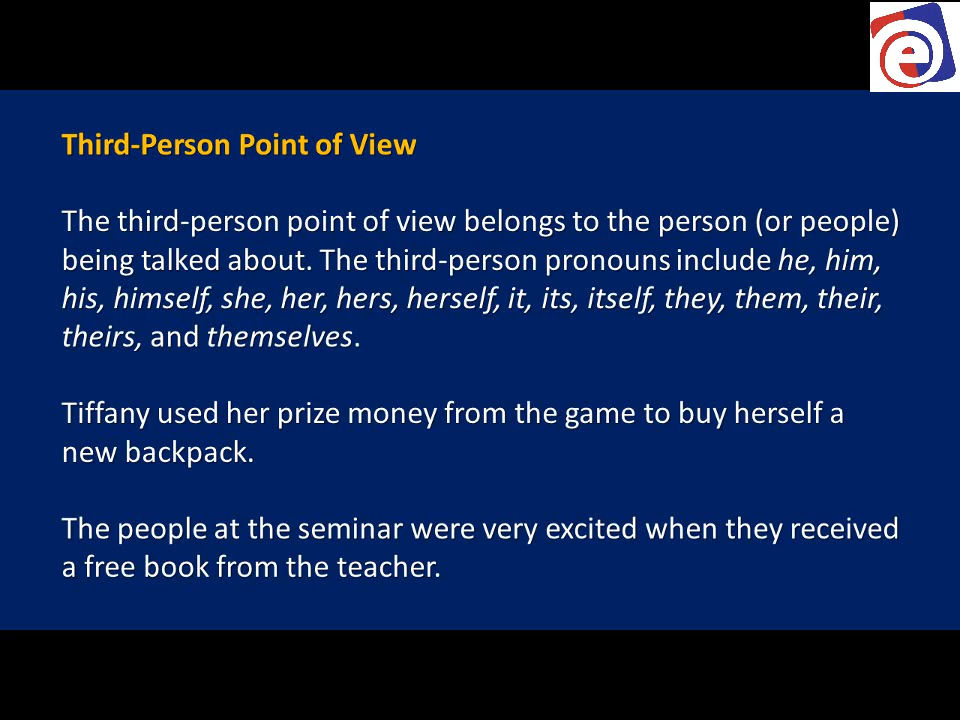 Third-Person Point of View
The third-person point of view belongs to the person (or people)
being talked about. The third-person pronouns include he, him,
his, himself, she, her, hers, herself, it, its, itself, they, them, their,
theirs, and themselves.
Tiffany used her prize money from the game to buy herself a
new backpack.
The people at the seminar were very excited when they received
a free book from the teacher.
e